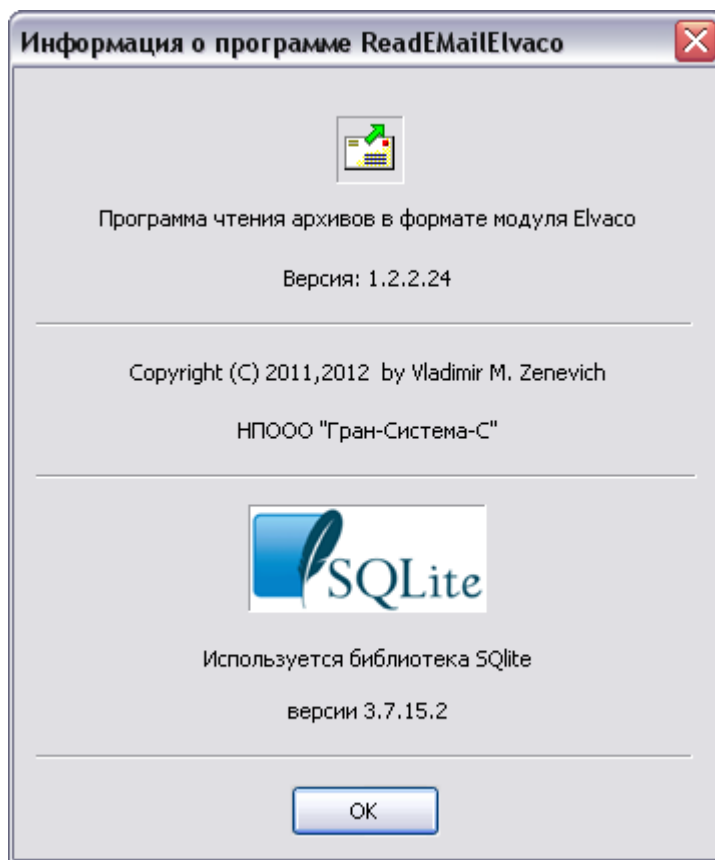 Информация о программе ReadEMailElvaco
Программа чтения архивов в формате модуля Elvaco
Версия: 1.2.2.24
Copyright (C) 2011,2012 by Vladimir M. Zenevich
НПООО "Гран-Система-С"
SQLite
Используется библиотека SQlite
версии 3.7.15.2
OK